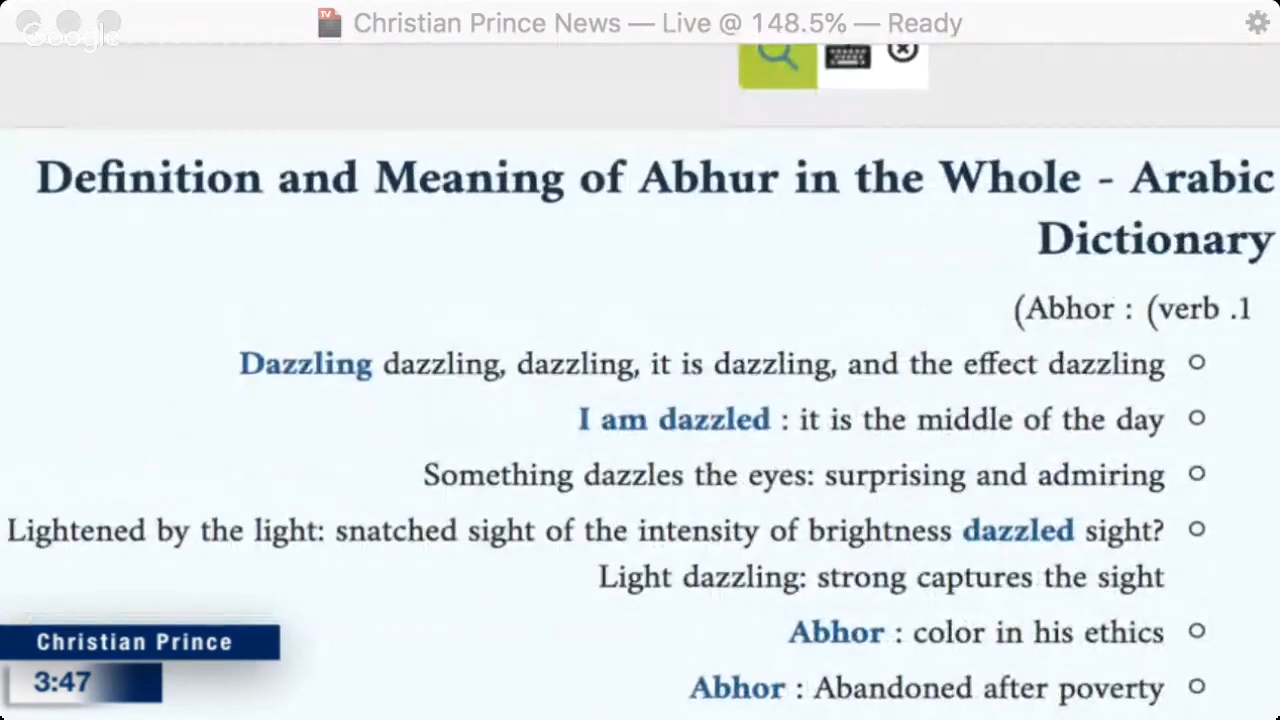 Google
Christian Prince News — Live @ 148.5% — Ready
Definition and Meaning of Abhur in the Whole - Arabic
Dictionary
(Abhor : (verb .1
Dazzling dazzling, dazzling, it is dazzling, and the effect dazzling
I am dazzled : it is the middle of the day
Something dazzles the eyes: surprising and admiring
Lightened by the light: snatched sight of the intensity of brightness dazzled sight?
Light dazzling: strong captures the sight
Abhor : color in his ethics
Abhor : Abandoned after poverty
Christian Prince
3:47